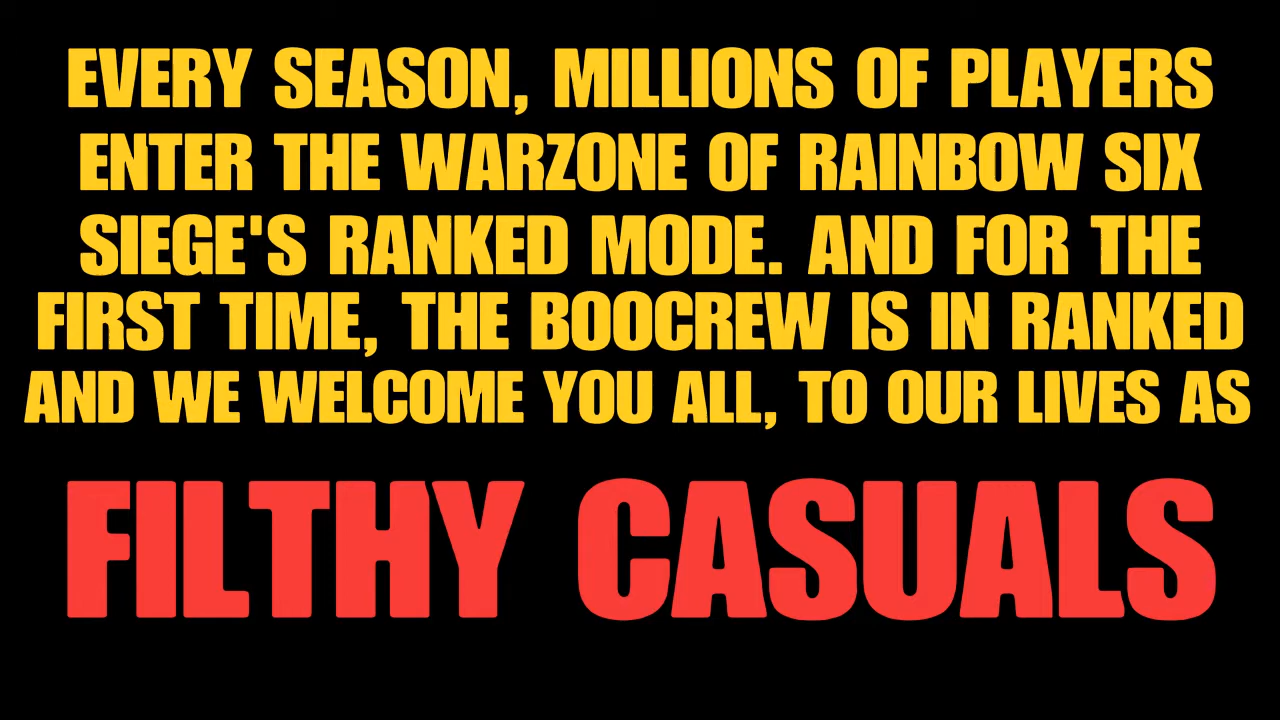 EVERY SEASON, MILLIONS OF PLAYERS
ENTER THE WARZONE OF RAINBOW SIX
SIEGE'S RANKED MODE. AND FOR THE
FIRST TIME, THE BOOCREW IS IN RANKED
AND WE WELCOME YOU ALL, TO OUR LIVES AS
FILTHY CASUALS